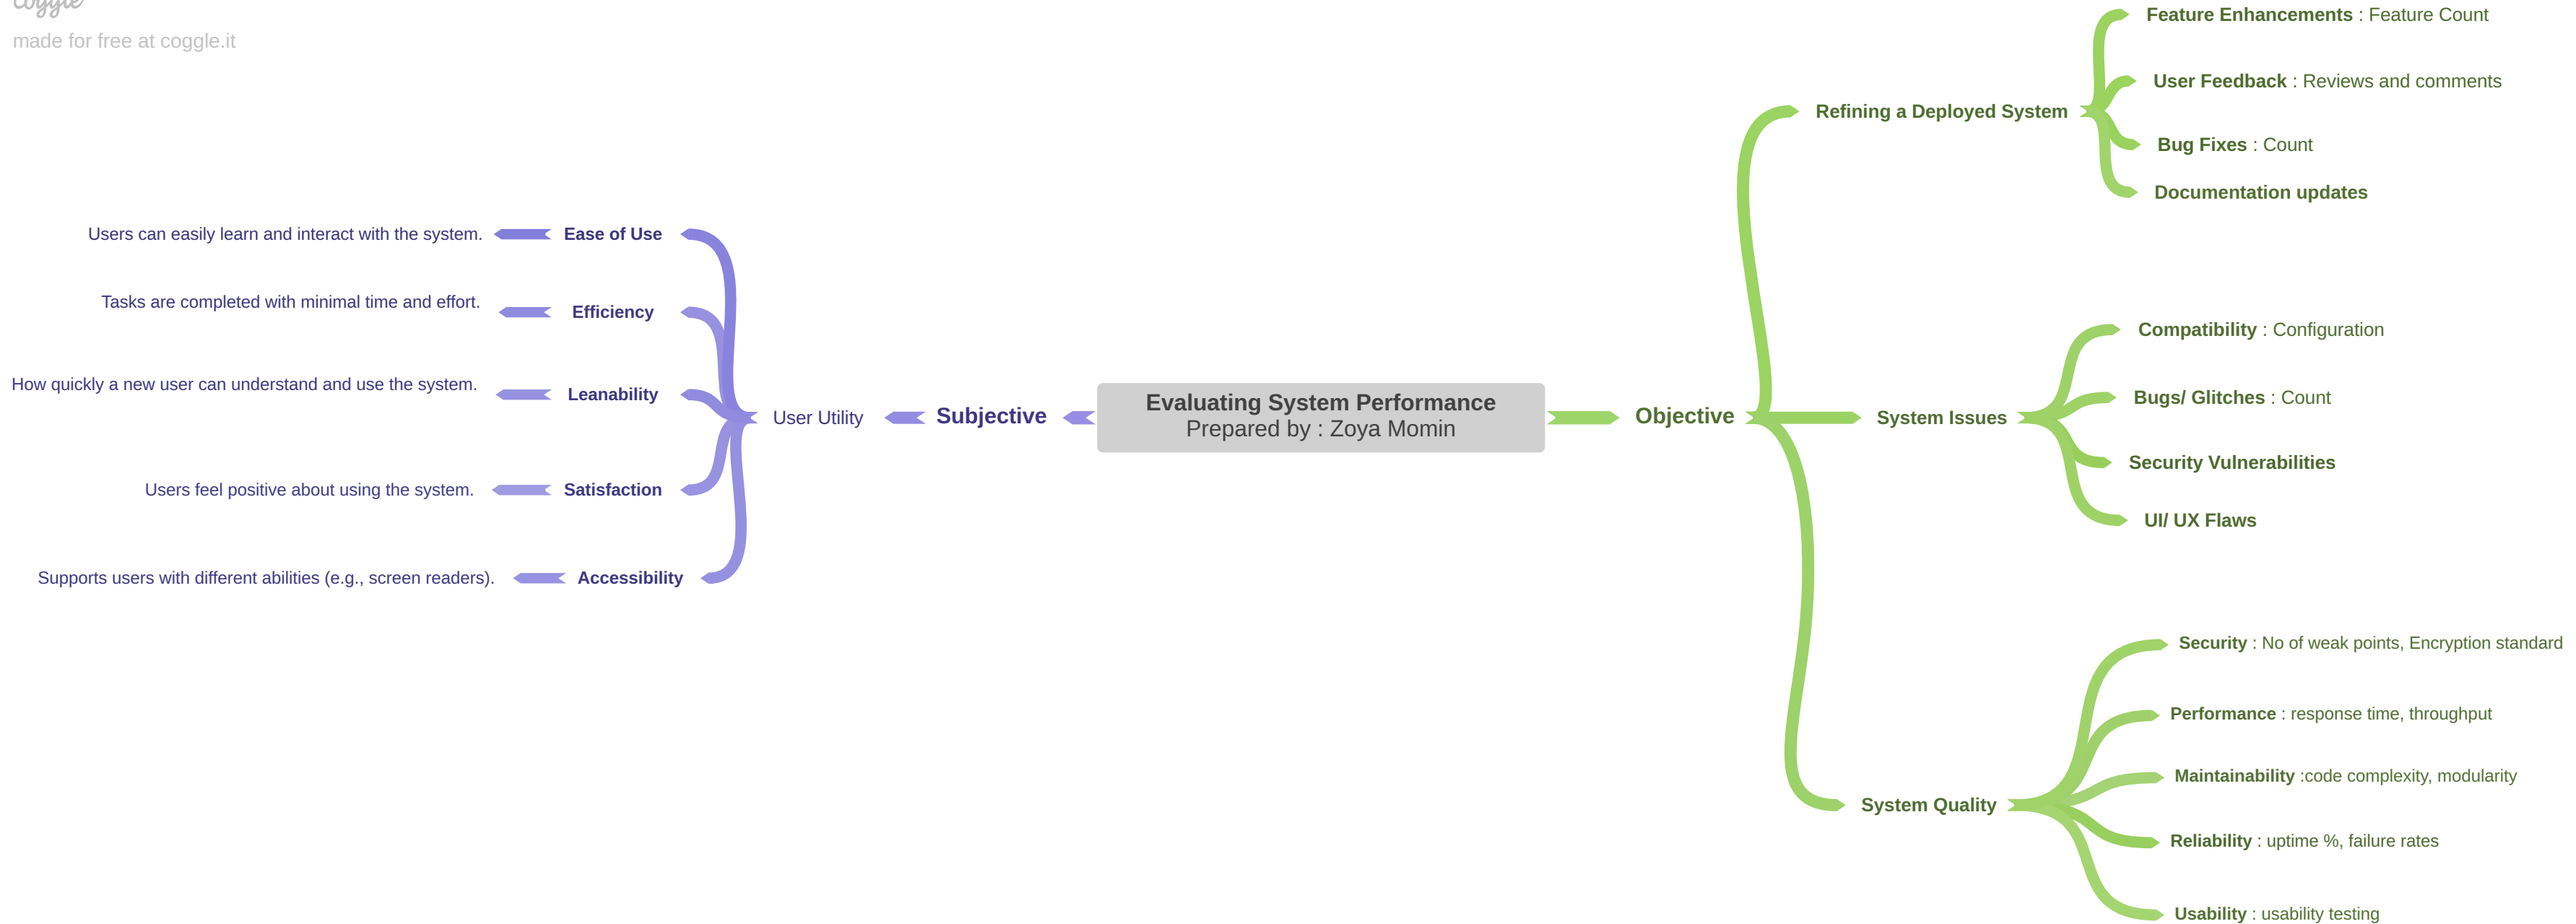 coggle
made for free at coggle.it
Evaluating System Performance
Prepared by : Zoya Momin
Subjective
User Utility
Ease of Use
Users can easily learn and interact with the system.
Efficiency
Tasks are completed with minimal time and effort.
Leanability
How quickly a new user can understand and use the system.
Satisfaction
Users feel positive about using the system.
Accessibility
Supports users with different abilities (e.g., screen readers).
Objective
Refining a Deployed System
Feature Enhancements : Feature Count
User Feedback : Reviews and comments
Bug Fixes : Count
Documentation updates
System Issues
Compatibility : Configuration
Bugs/ Glitches : Count
Security Vulnerabilities
UI/ UX Flaws
System Quality
Security : No of weak points, Encryption standard
Performance : response time, throughput
Maintainability :code complexity, modularity
Reliability : uptime %, failure rates
Usability : usability testing